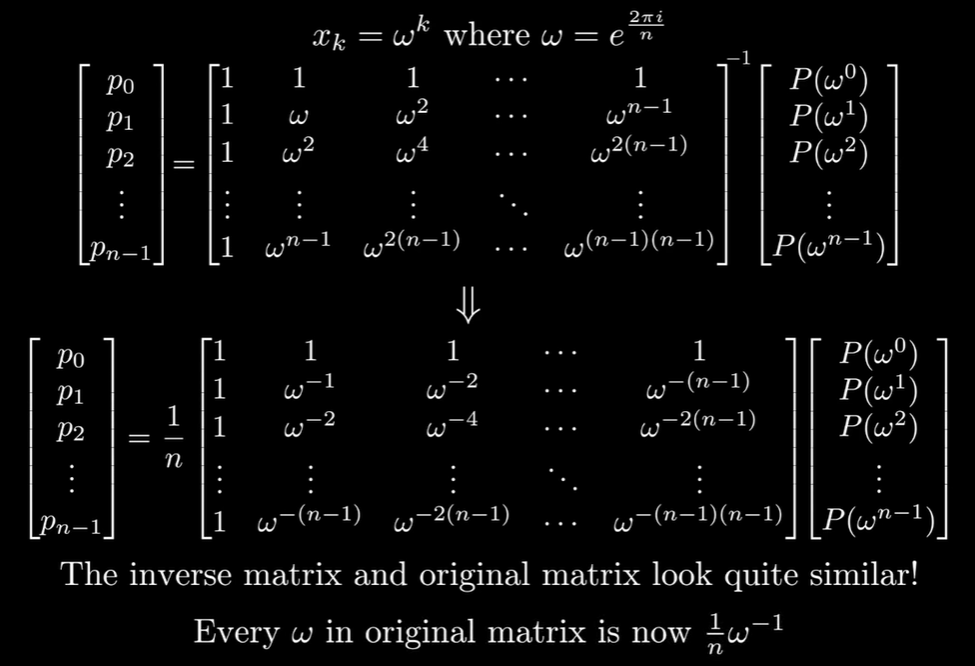 $x_k = \omega^k$ where $\omega = e^{\frac{2\pi i}{n}}$
$\begin{bmatrix} p_0 \\ p_1 \\ p_2 \\ \vdots \\ p_{n-1} \end{bmatrix} = \begin{bmatrix} 1 & 1 & 1 & \cdots & 1 \\ 1 & \omega & \omega^2 & \cdots & \omega^{n-1} \\ 1 & \omega^2 & \omega^4 & \cdots & \omega^{2(n-1)} \\ \vdots & \vdots & \vdots & \ddots & \vdots \\ 1 & \omega^{n-1} & \omega^{2(n-1)} & \cdots & \omega^{(n-1)(n-1)} \end{bmatrix}^{-1} \begin{bmatrix} P(\omega^0) \\ P(\omega^1) \\ P(\omega^2) \\ \vdots \\ P(\omega^{n-1}) \end{bmatrix}$
$\Downarrow$
$\begin{bmatrix} p_0 \\ p_1 \\ p_2 \\ \vdots \\ p_{n-1} \end{bmatrix} = \frac{1}{n} \begin{bmatrix} 1 & 1 & 1 & \cdots & 1 \\ 1 & \omega^{-1} & \omega^{-2} & \cdots & \omega^{-(n-1)} \\ 1 & \omega^{-2} & \omega^{-4} & \cdots & \omega^{-2(n-1)} \\ \vdots & \vdots & \vdots & \ddots & \vdots \\ 1 & \omega^{-(n-1)} & \omega^{-2(n-1)} & \cdots & \omega^{-(n-1)(n-1)} \end{bmatrix} \begin{bmatrix} P(\omega^0) \\ P(\omega^1) \\ P(\omega^2) \\ \vdots \\ P(\omega^{n-1}) \end{bmatrix}$
The inverse matrix and original matrix look quite similar!
Every $\omega$ in original matrix is now $\frac{1}{n}\omega^{-1}$